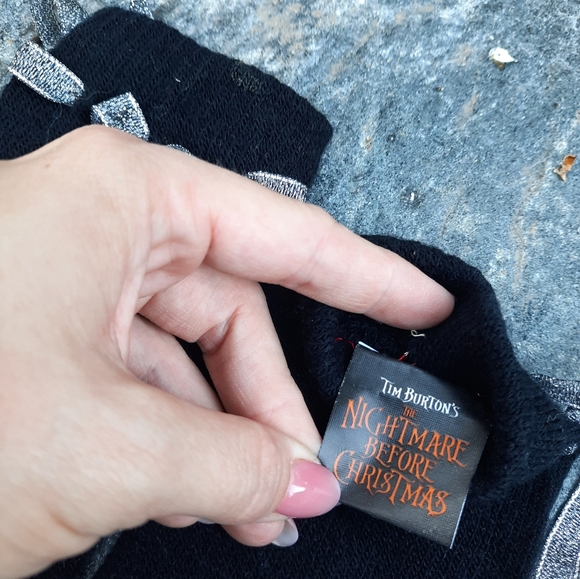 TIM BURTON'S
THE
NIGHTMARE
BEFORE
CHRISTMAS